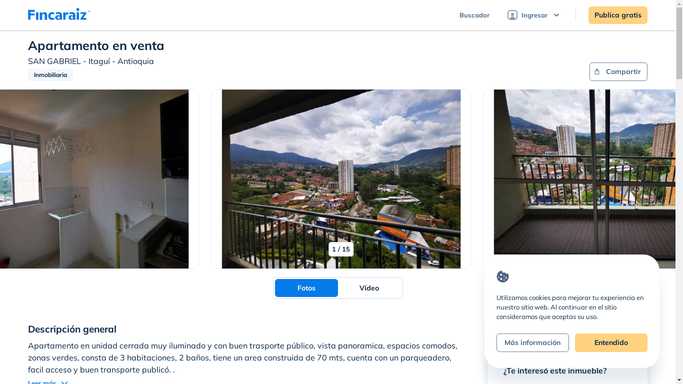 Fincaraiz
Buscador
Ingresar
Publica gratis
Apartamento en venta
SAN GABRIEL - Itaguí - Antioquia
Inmobiliaria
Compartir
1 / 15
Fotos
Video
Descripción general
Apartamento en unidad cerrada muy iluminado y con buen trasporte público, vista panoramica, espacios comodos,
zonas verdes, consta de 3 habitaciones, 2 baños, tiene un area construida de 70 mts, cuenta con un parqueadero,
facil acceso y buen transporte publicó. .
Leer más
Utilizamos cookies para mejorar tu experiencia en
nuestro sitio web. Al continuar en el sitio
consideramos que aceptas su uso.
Más información
Entendido
¿Te interesó este inmueble?